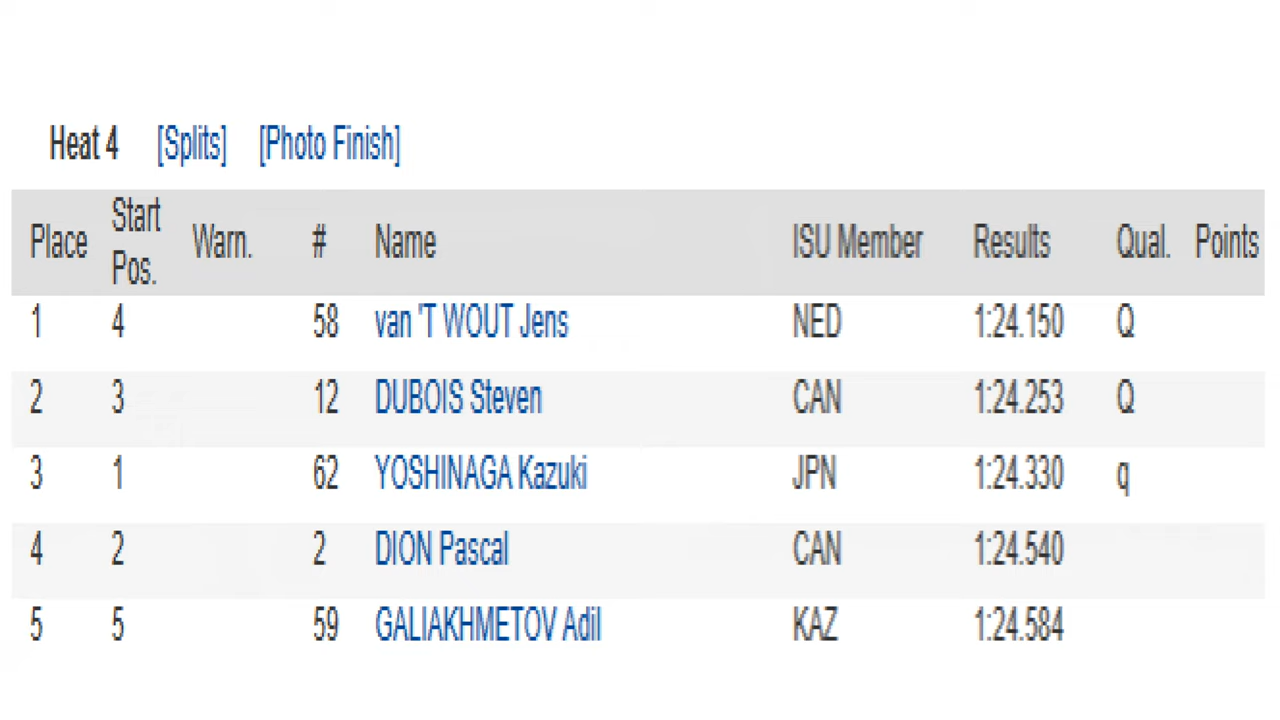 Heat 4 [Splits] [Photo Finish]
Place Start Pos. Warn. # Name ISU Member Results Qual. Points
1 4 58 van 'T WOUT Jens NED 1:24.150 Q
2 3 12 DUBOIS Steven CAN 1:24.253 Q
3 1 62 YOSHINAGA Kazuki JPN 1:24.330 q
4 2 2 DION Pascal CAN 1:24.540
5 5 59 GALIAKHMETOV Adil KAZ 1:24.584